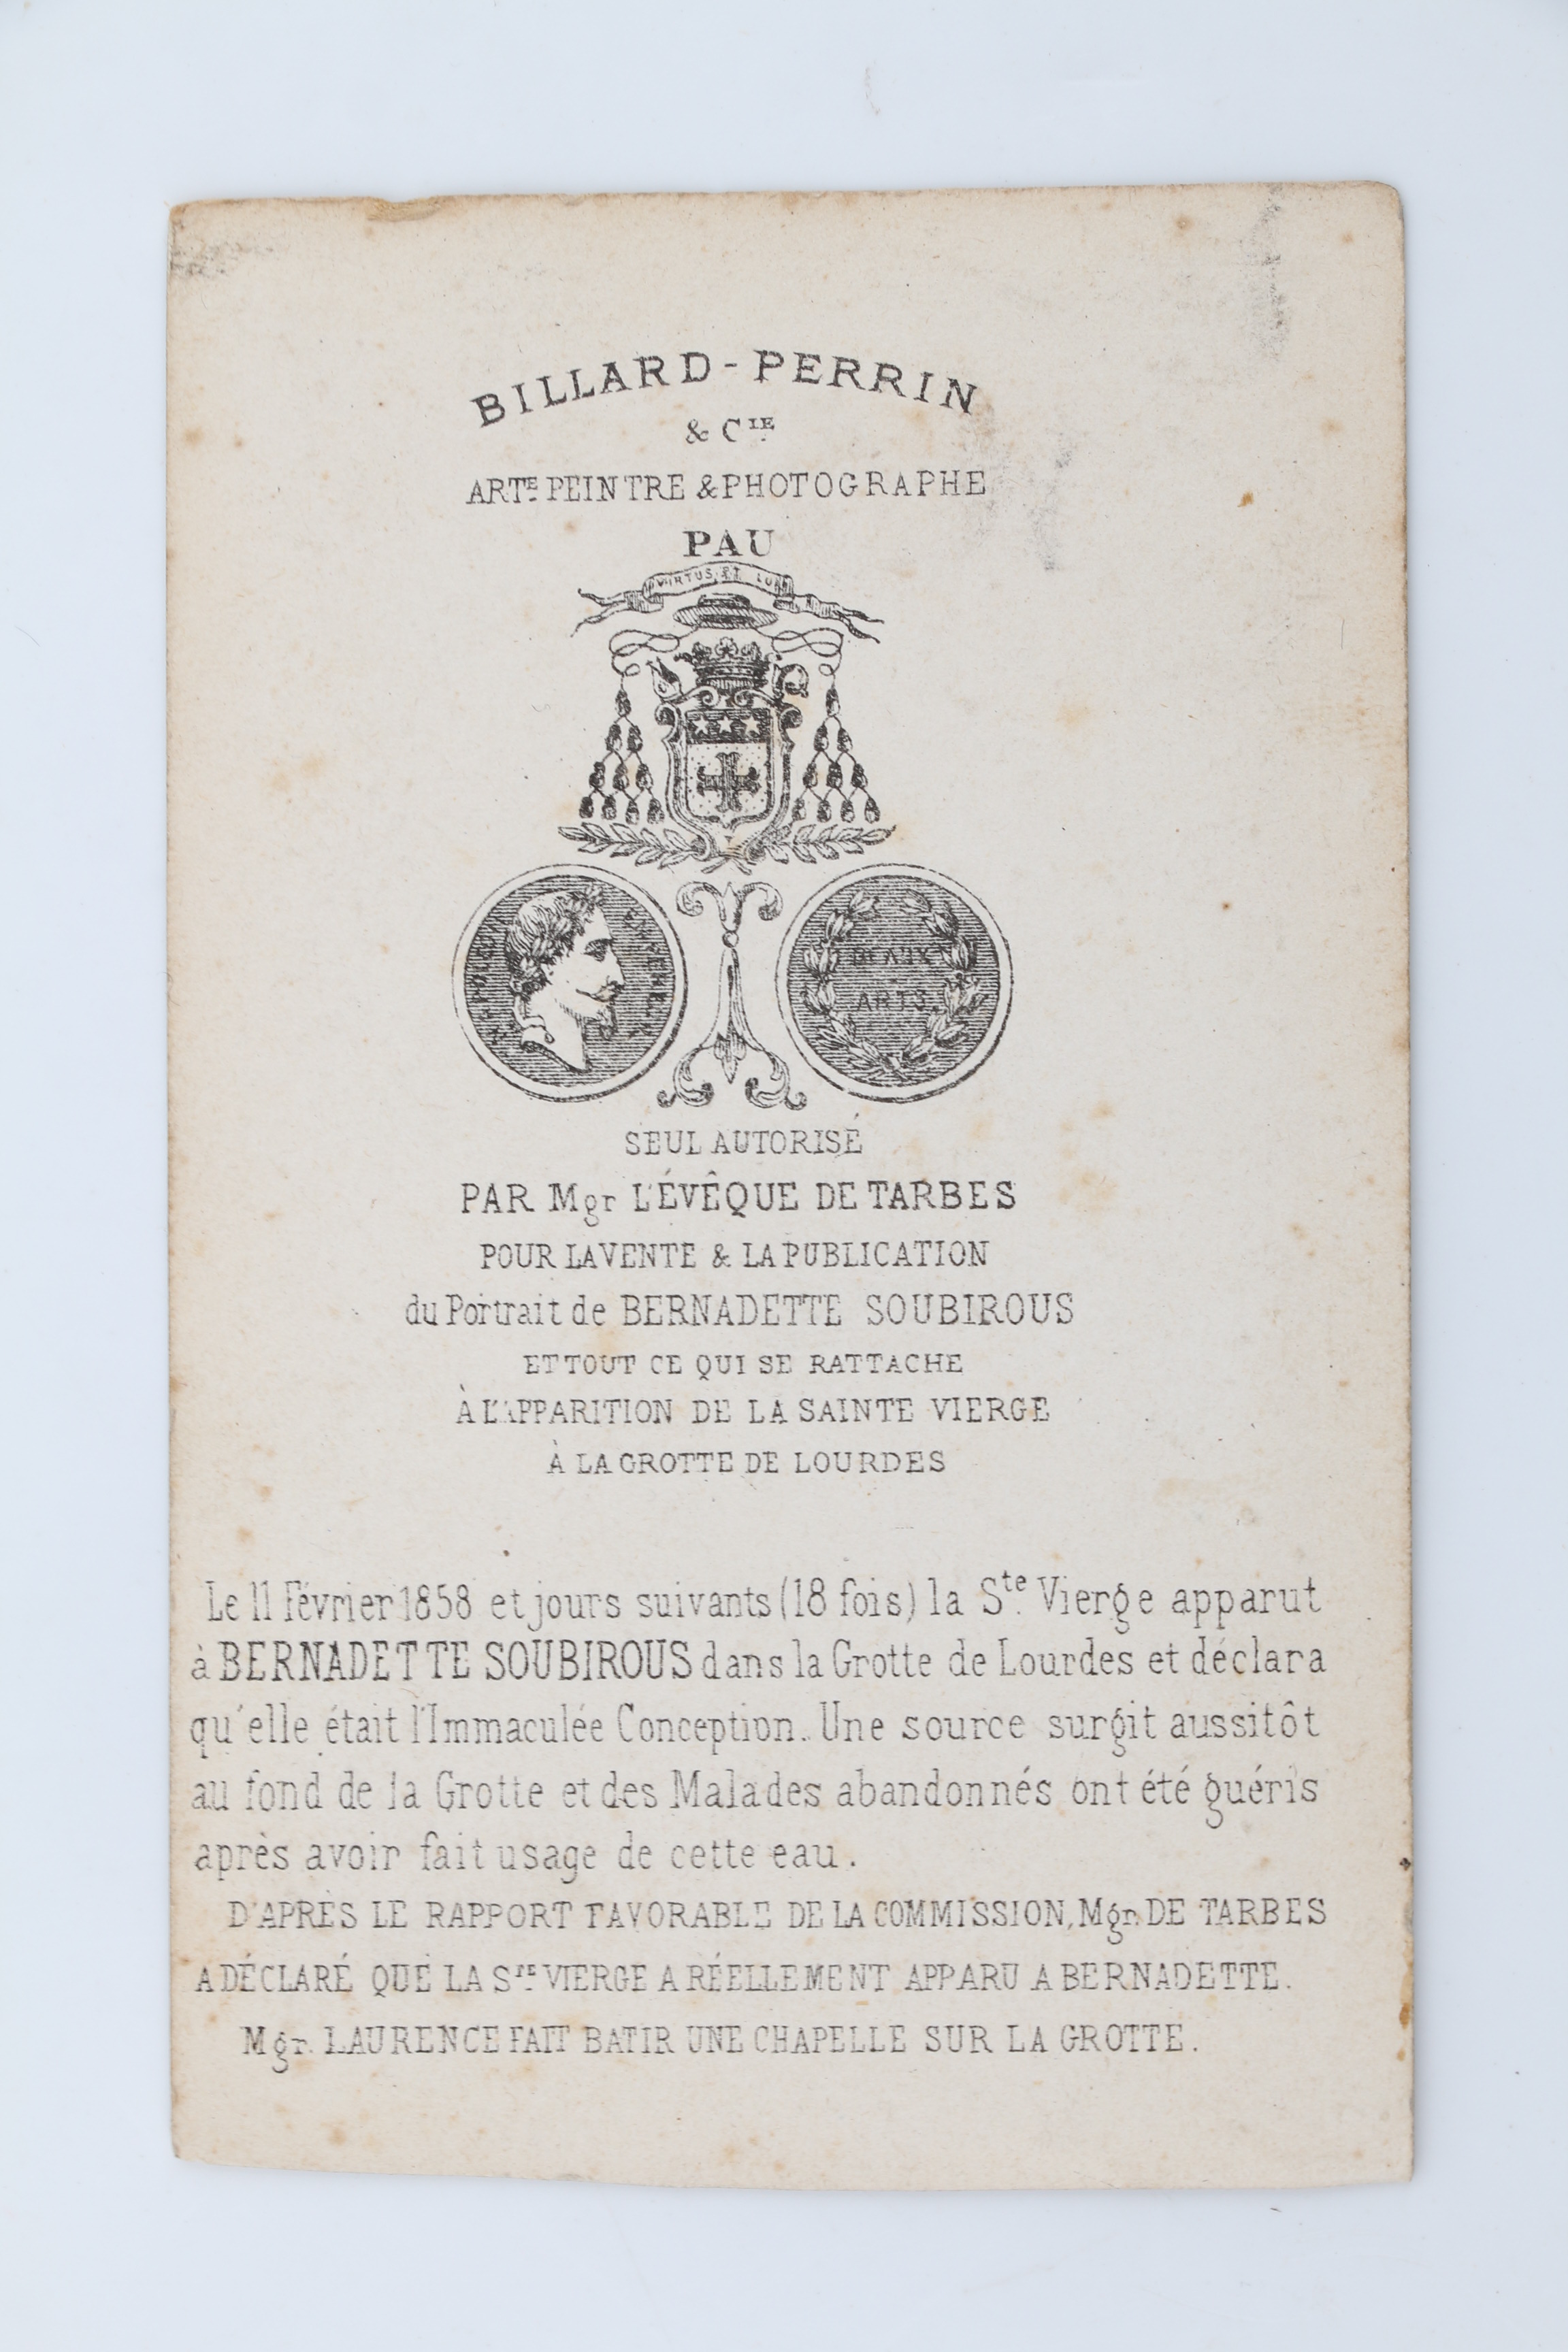 BILLARD-PERRIN
& CIE
ARTE PEINTRE & PHOTOGRAPHE
PAU
VIRTUS ET
BEAUX
ARTS
SEUL AUTORISÉ
PAR Mgr L'ÉVÊQUE DE TARBES
POUR LA VENTE & LA PUBLICATION
du Portrait de BERNADETTE SOUBIROUS
ET TOUT CE QUI SE RATTACHE
À L'APPARITION DE LA SAINTE VIERGE
À LA GROTTE DE LOURDES
Le 11 Février 1858 et jours suivants (18 fois) la Ste Vierge apparut
à BERNADETTE SOUBIROUS dans la Grotte de Lourdes et déclara
qu'elle était l'Immaculée Conception. Une source surgit aussitôt
au fond de la Grotte et des Malades abandonnés ont été guéris
après avoir fait usage de cette eau.
D'APRÈS LE RAPPORT FAVORABLE DE LA COMMISSION, Mgr. DE TARBES
A DÉCLARÉ QUE LA STE VIERGE A RÉELLEMENT APPARU A BERNADETTE.
Mgr. LAURENCE FAIT BATIR UNE CHAPELLE SUR LA GROTTE.